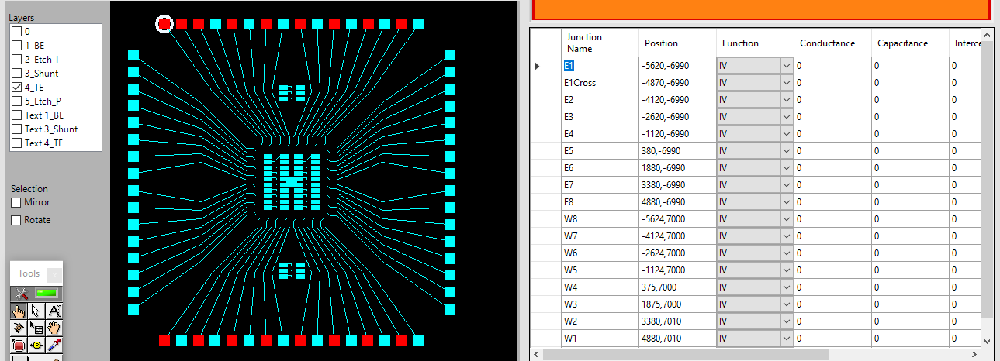 Layers
0
1_BE
2_Etch_I
3_Shunt
4_TE
5_Etch_P
Text 1_BE
Text 3_Shunt
Text 4_TE
Selection
Mirror
Rotate
Tools
A
P
Junction Name Position Function Conductance Capacitance
E1 -5620,-6990 IV 0 0 0
E1Cross -4870,-6990 IV 0 0 0
E2 -4120,-6990 IV 0 0 0
E3 -2620,-6990 IV 0 0 0
E4 -1120,-6990 IV 0 0 0
E5 380,-6990 IV 0 0 0
E6 1880,-6990 IV 0 0 0
E7 3380,-6990 IV 0 0 0
E8 4880,-6990 IV 0 0 0
W8 -5624,7000 IV 0 0 0
W7 -4124,7000 IV 0 0 0
W6 -2624,7000 IV 0 0 0
W5 -1124,7000 IV 0 0 0
W4 375,7000 IV 0 0 0
W3 1875,7000 IV 0 0 0
W2 3380,7010 IV 0 0 0
W1 4880,7010 IV 0 0 0